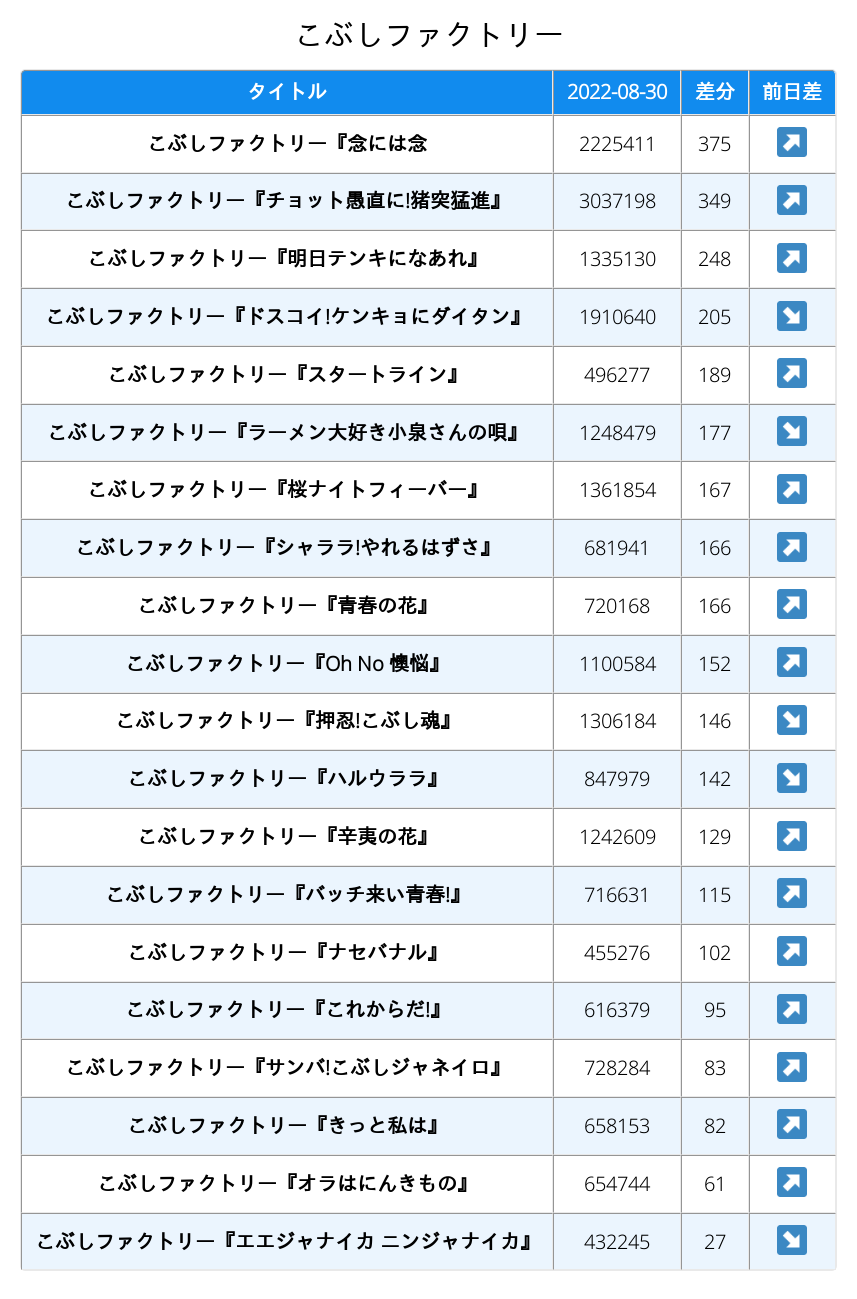 こぶしファクトリー
タイトル 2022-08-30 差分 前日差
こぶしファクトリー『念には念 2225411 375 ↗
こぶしファクトリー『チョット愚直に!猪突猛進』 3037198 349 ↗
こぶしファクトリー『明日テンキになあれ』 1335130 248 ↗
こぶしファクトリー『ドスコイ!ケンキョにダイタン』 1910640 205 ↘
こぶしファクトリー『スタートライン』 496277 189 ↗
こぶしファクトリー『ラーメン大好き小泉さんの唄』 1248479 177 ↘
こぶしファクトリー『桜ナイトフィーバー』 1361854 167 ↗
こぶしファクトリー『シャララ!やれるはずさ』 681941 166 ↗
こぶしファクトリー『青春の花』 720168 166 ↗
こぶしファクトリー『Oh No 懊悩』 1100584 152 ↗
こぶしファクトリー『押忍!こぶし魂』 1306184 146 ↘
こぶしファクトリー『ハルウララ』 847979 142 ↘
こぶしファクトリー『辛夷の花』 1242609 129 ↗
こぶしファクトリー『バッチ来い青春!』 716631 115 ↗
こぶしファクトリー『ナセバナル』 455276 102 ↗
こぶしファクトリー『これからだ!』 616379 95 ↗
こぶしファクトリー『サンバ!こぶしジャネイロ』 728284 83 ↗
こぶしファクトリー『きっと私は』 658153 82 ↗
こぶしファクトリー『オラはにんきもの』 654744 61 ↗
こぶしファクトリー『エエジャナイカ ニンジャナイカ』 432245 27 ↘